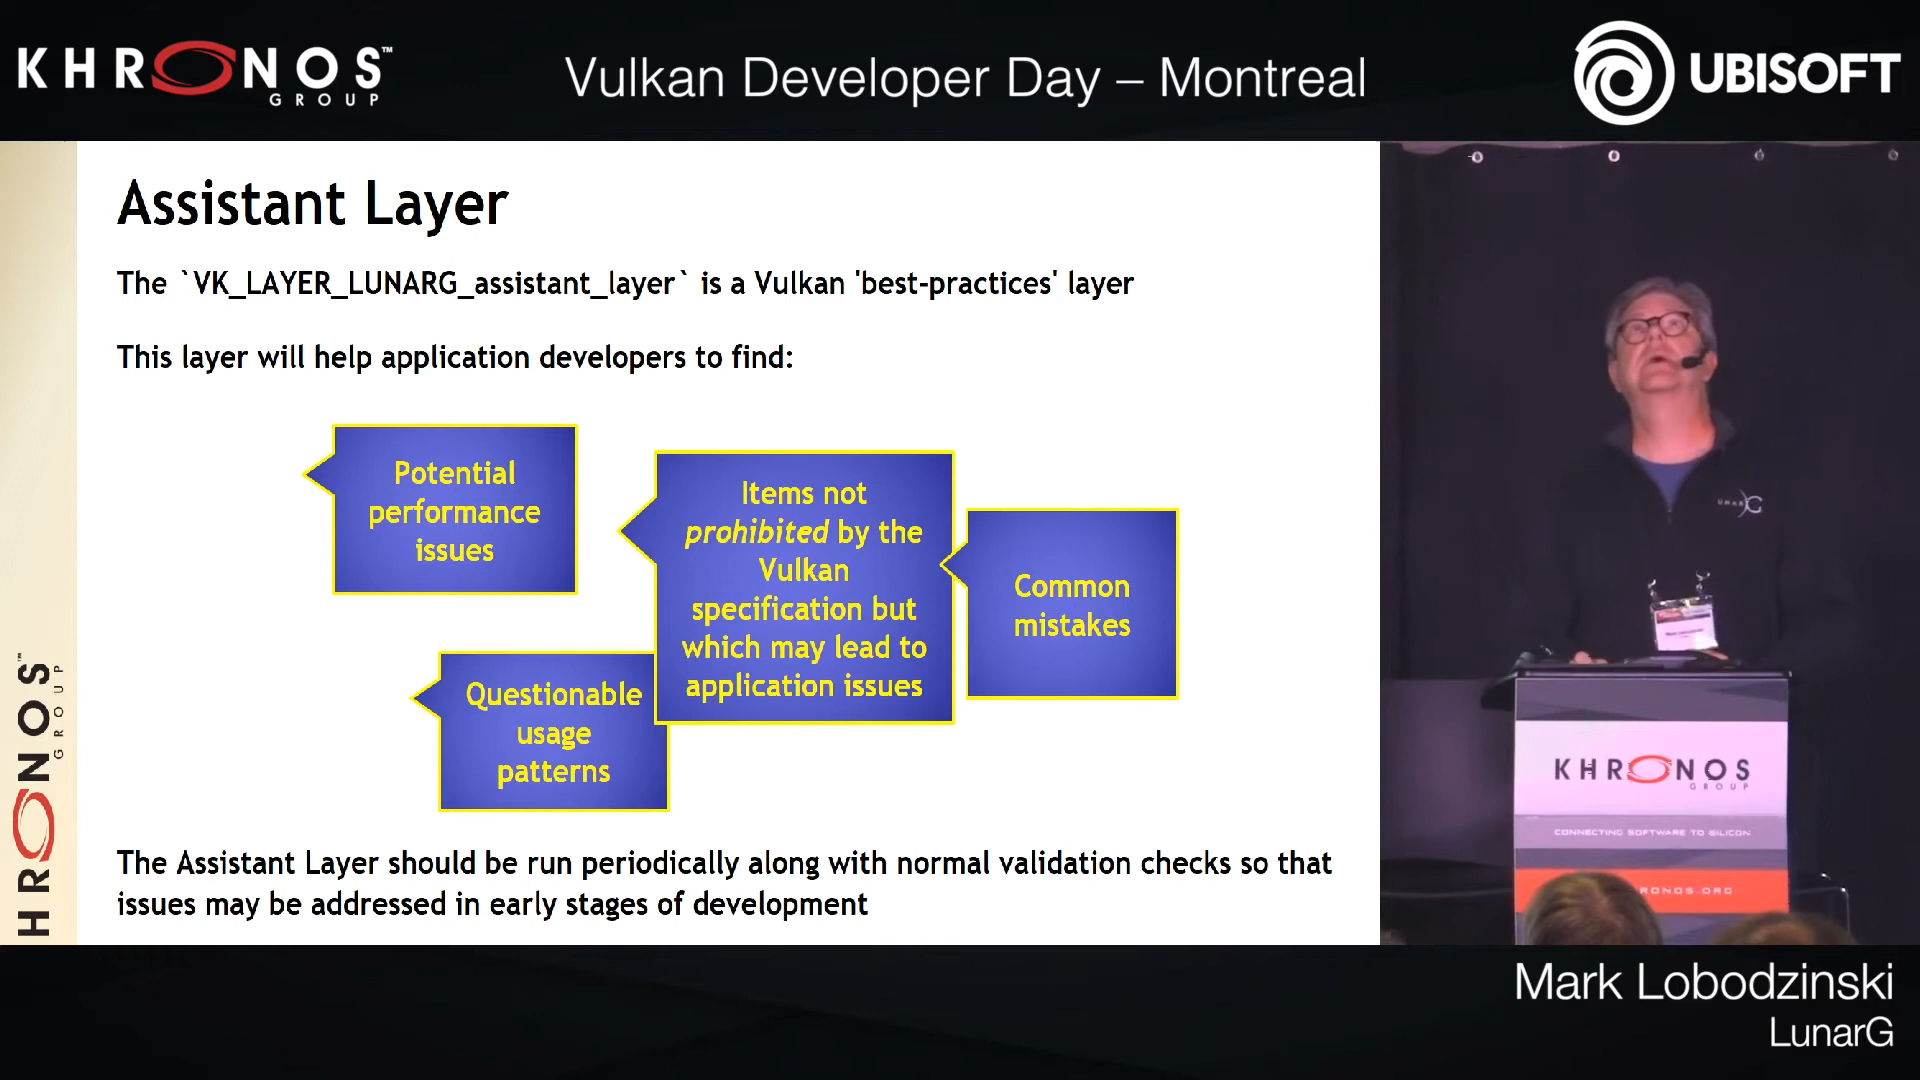 KHRONOS™
GROUP
Vulkan Developer Day – Montreal
UBISOFT
Assistant Layer
The `VK_LAYER_LUNARG_assistant_layer` is a Vulkan 'best-practices' layer
This layer will help application developers to find:
Potential
performance
issues
Items not
prohibited by the
Vulkan
specification but
which may lead to
application issues
Common
mistakes
Questionable
usage
patterns
The Assistant Layer should be run periodically along with normal validation checks so that
issues may be addressed in early stages of development
HRONOS™
GROUP
KHRONOS
GROUP
CONNECTING SOFTWARE TO SILICON
RONOS.ORG
Mark Lobodzinski
LunarG